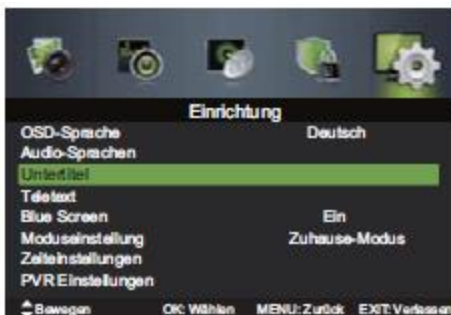 Einrichtung
OSD-Sprache Deutsch
Audio-Sprachen
Untertitel
Teletext
Blue Screen Ein
Moduseinstellung Zuhause-Modus
Zeiteinstellungen
PVR Einstellungen
Bewegen OK: Wählen MENU: Zurück EXIT: Verlassen